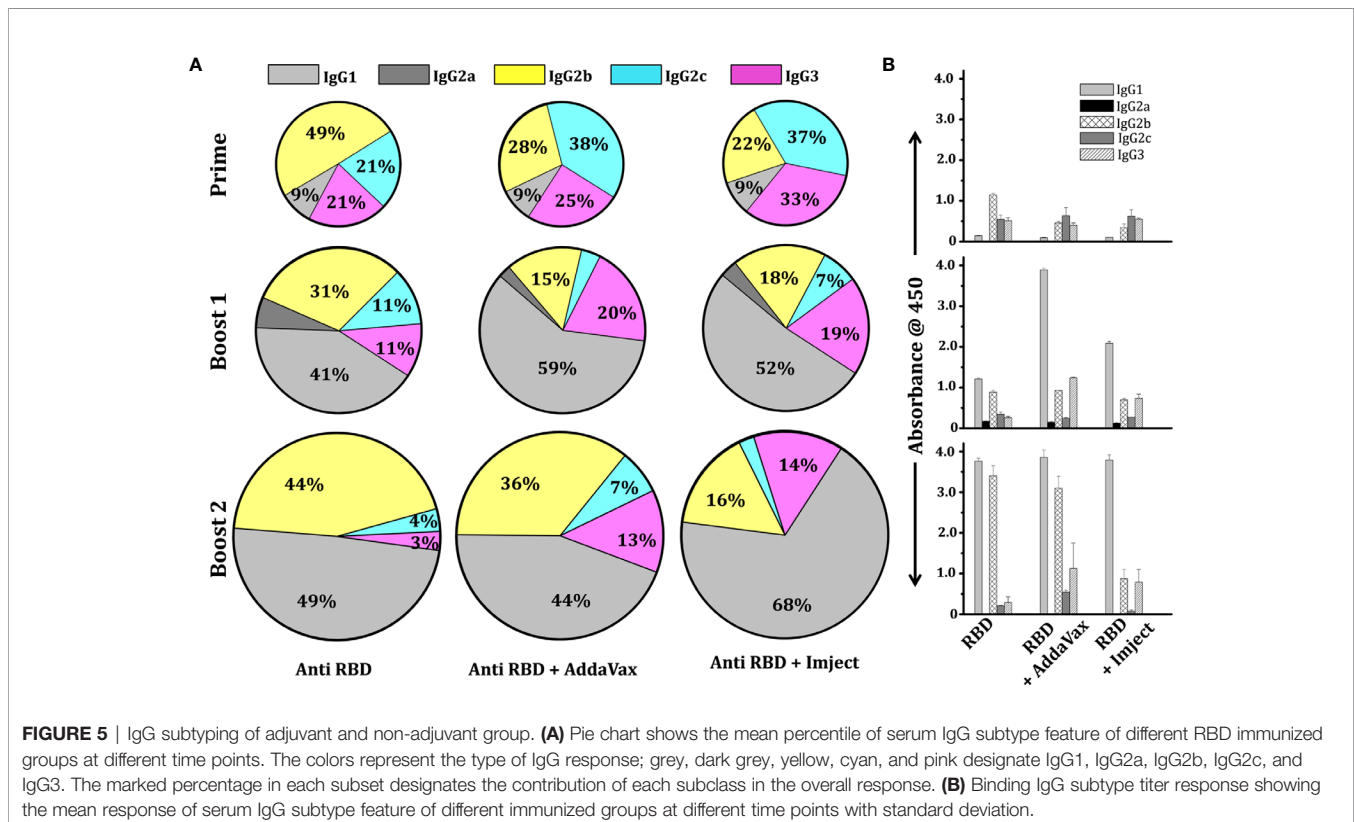 A
IgG1 IgG2a IgG2b IgG2c IgG3
Prime
49%
21%
21%
9%
28%
38%
25%
9%
22%
37%
33%
9%
Boost 1
31%
11%
11%
41%
15%
20%
59%
18%
7%
19%
52%
Boost 2
44%
4%
3%
49%
36%
7%
13%
44%
16%
14%
68%
Anti RBD
Anti RBD + AddaVax
Anti RBD + Imject
B
Absorbance @ 450
4.0
3.0
2.0
1.0
0
IgG1
IgG2a
IgG2b
IgG2c
IgG3
4.0
3.0
2.0
1.0
0
4.0
3.0
2.0
1.0
0.0
RBD
RBD
+ AddaVax
RBD
+ Imject
FIGURE 5 | IgG subtyping of adjuvant and non-adjuvant group. (A) Pie chart shows the mean percentile of serum IgG subtype feature of different RBD immunized
groups at different time points. The colors represent the type of IgG response; grey, dark grey, yellow, cyan, and pink designate IgG1, IgG2a, IgG2b, IgG2c, and
IgG3. The marked percentage in each subset designates the contribution of each subclass in the overall response. (B) Binding IgG subtype titer response showing
the mean response of serum IgG subtype feature of different immunized groups at different time points with standard deviation.